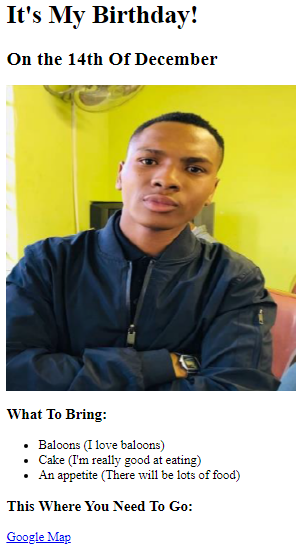 It's My Birthday!
On the 14th Of December
What To Bring:
Baloons (I love baloons)
Cake (I'm really good at eating)
An appetite (There will be lots of food)
This Where You Need To Go:
Google Map